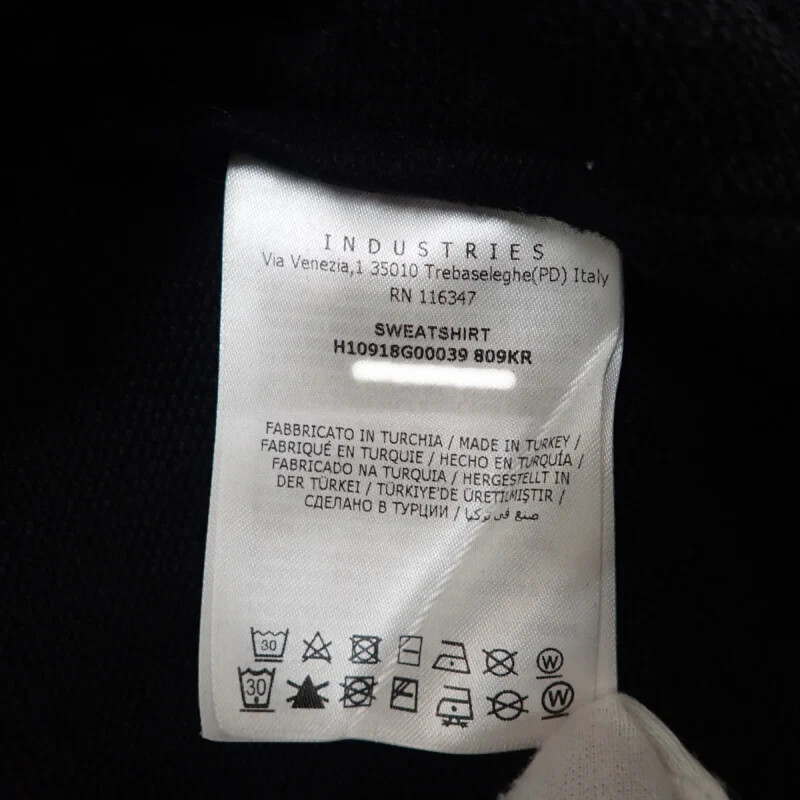 INDUSTRIES
Via Venezia,1 35010 Trebaseleghe(PD) Italy
RN 116347
SWEATSHIRT
H10918G00039 809KR
FABBRICATO IN TURCHIA / MADE IN TURKEY /
FABRIQUÉ EN TURQUIE / HECHO EN TURQUÍA /
FABRICADO NA TURQUIA / HERGESTELLT IN
DER TÜRKEI / TÜRKIYE'DE ÜRETILMIŞTIR /
СДЕЛАНО В ТУРЦИИ / صنع في تركيا
30 W
30 W